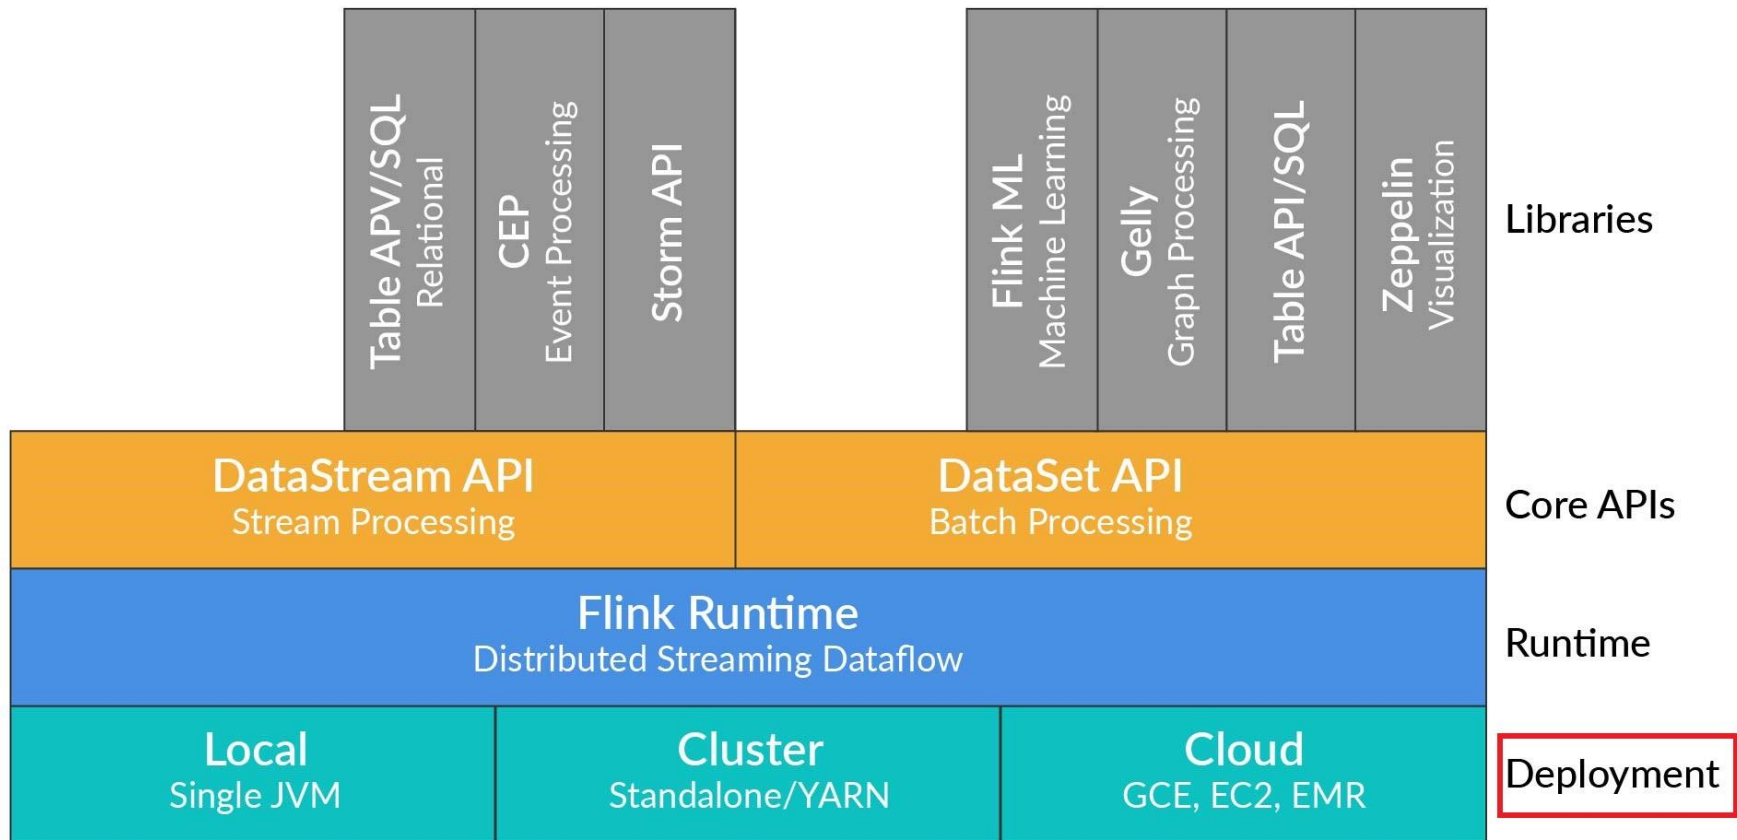 Table APV/SQL
Relational
CEP
Event Processing
Storm API
Flink ML
Machine Learning
Gelly
Graph Processing
Table API/SQL
Zeppelin
Visualization
Libraries
DataStream API
Stream Processing
DataSet API
Batch Processing
Core APIs
Flink Runtime
Distributed Streaming Dataflow
Runtime
Local
Single JVM
Cluster
Standalone/YARN
Cloud
GCE, EC2, EMR
Deployment